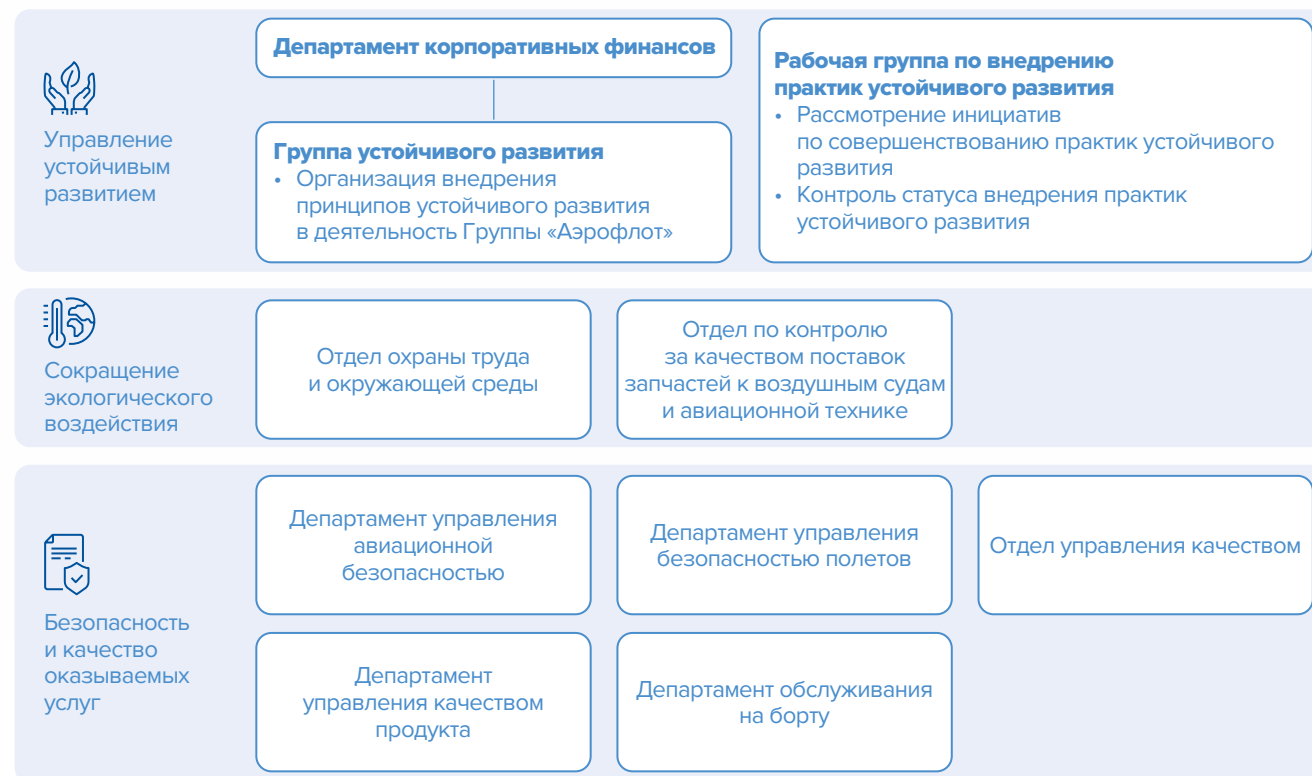 Управление
устойчивым
развитием
Департамент корпоративных финансов
Группа устойчивого развития
• Организация внедрения
принципов устойчивого развития
в деятельность Группы «Аэрофлот»
Рабочая группа по внедрению
практик устойчивого развития
• Рассмотрение инициатив
по совершенствованию практик устойчивого
развития
• Контроль статуса внедрения практик
устойчивого развития
Сокращение
экологического
воздействия
Отдел охраны труда
и окружающей среды
Отдел по контролю
за качеством поставок
запчастей к воздушным судам
и авиационной технике
Безопасность
и качество
оказываемых
услуг
Департамент управления
авиационной
безопасностью
Департамент управления
безопасностью полетов
Отдел управления качеством
Департамент
управления качеством
продукта
Департамент обслуживания
на борту